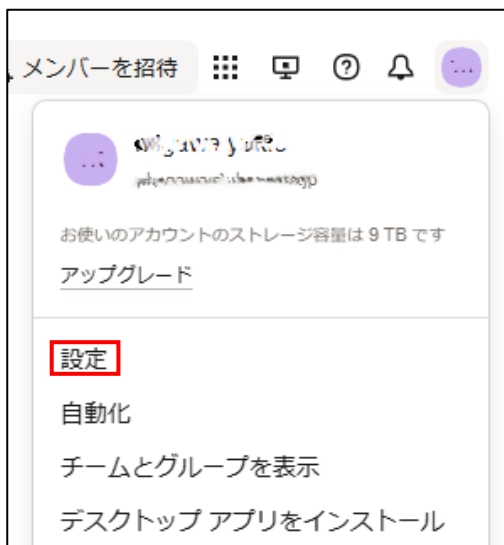 メンバーを招待
お使いのアカウントのストレージ容量は 9 TB です
アップグレード
設定
自動化
チームとグループを表示
デスクトップ アプリをインストール